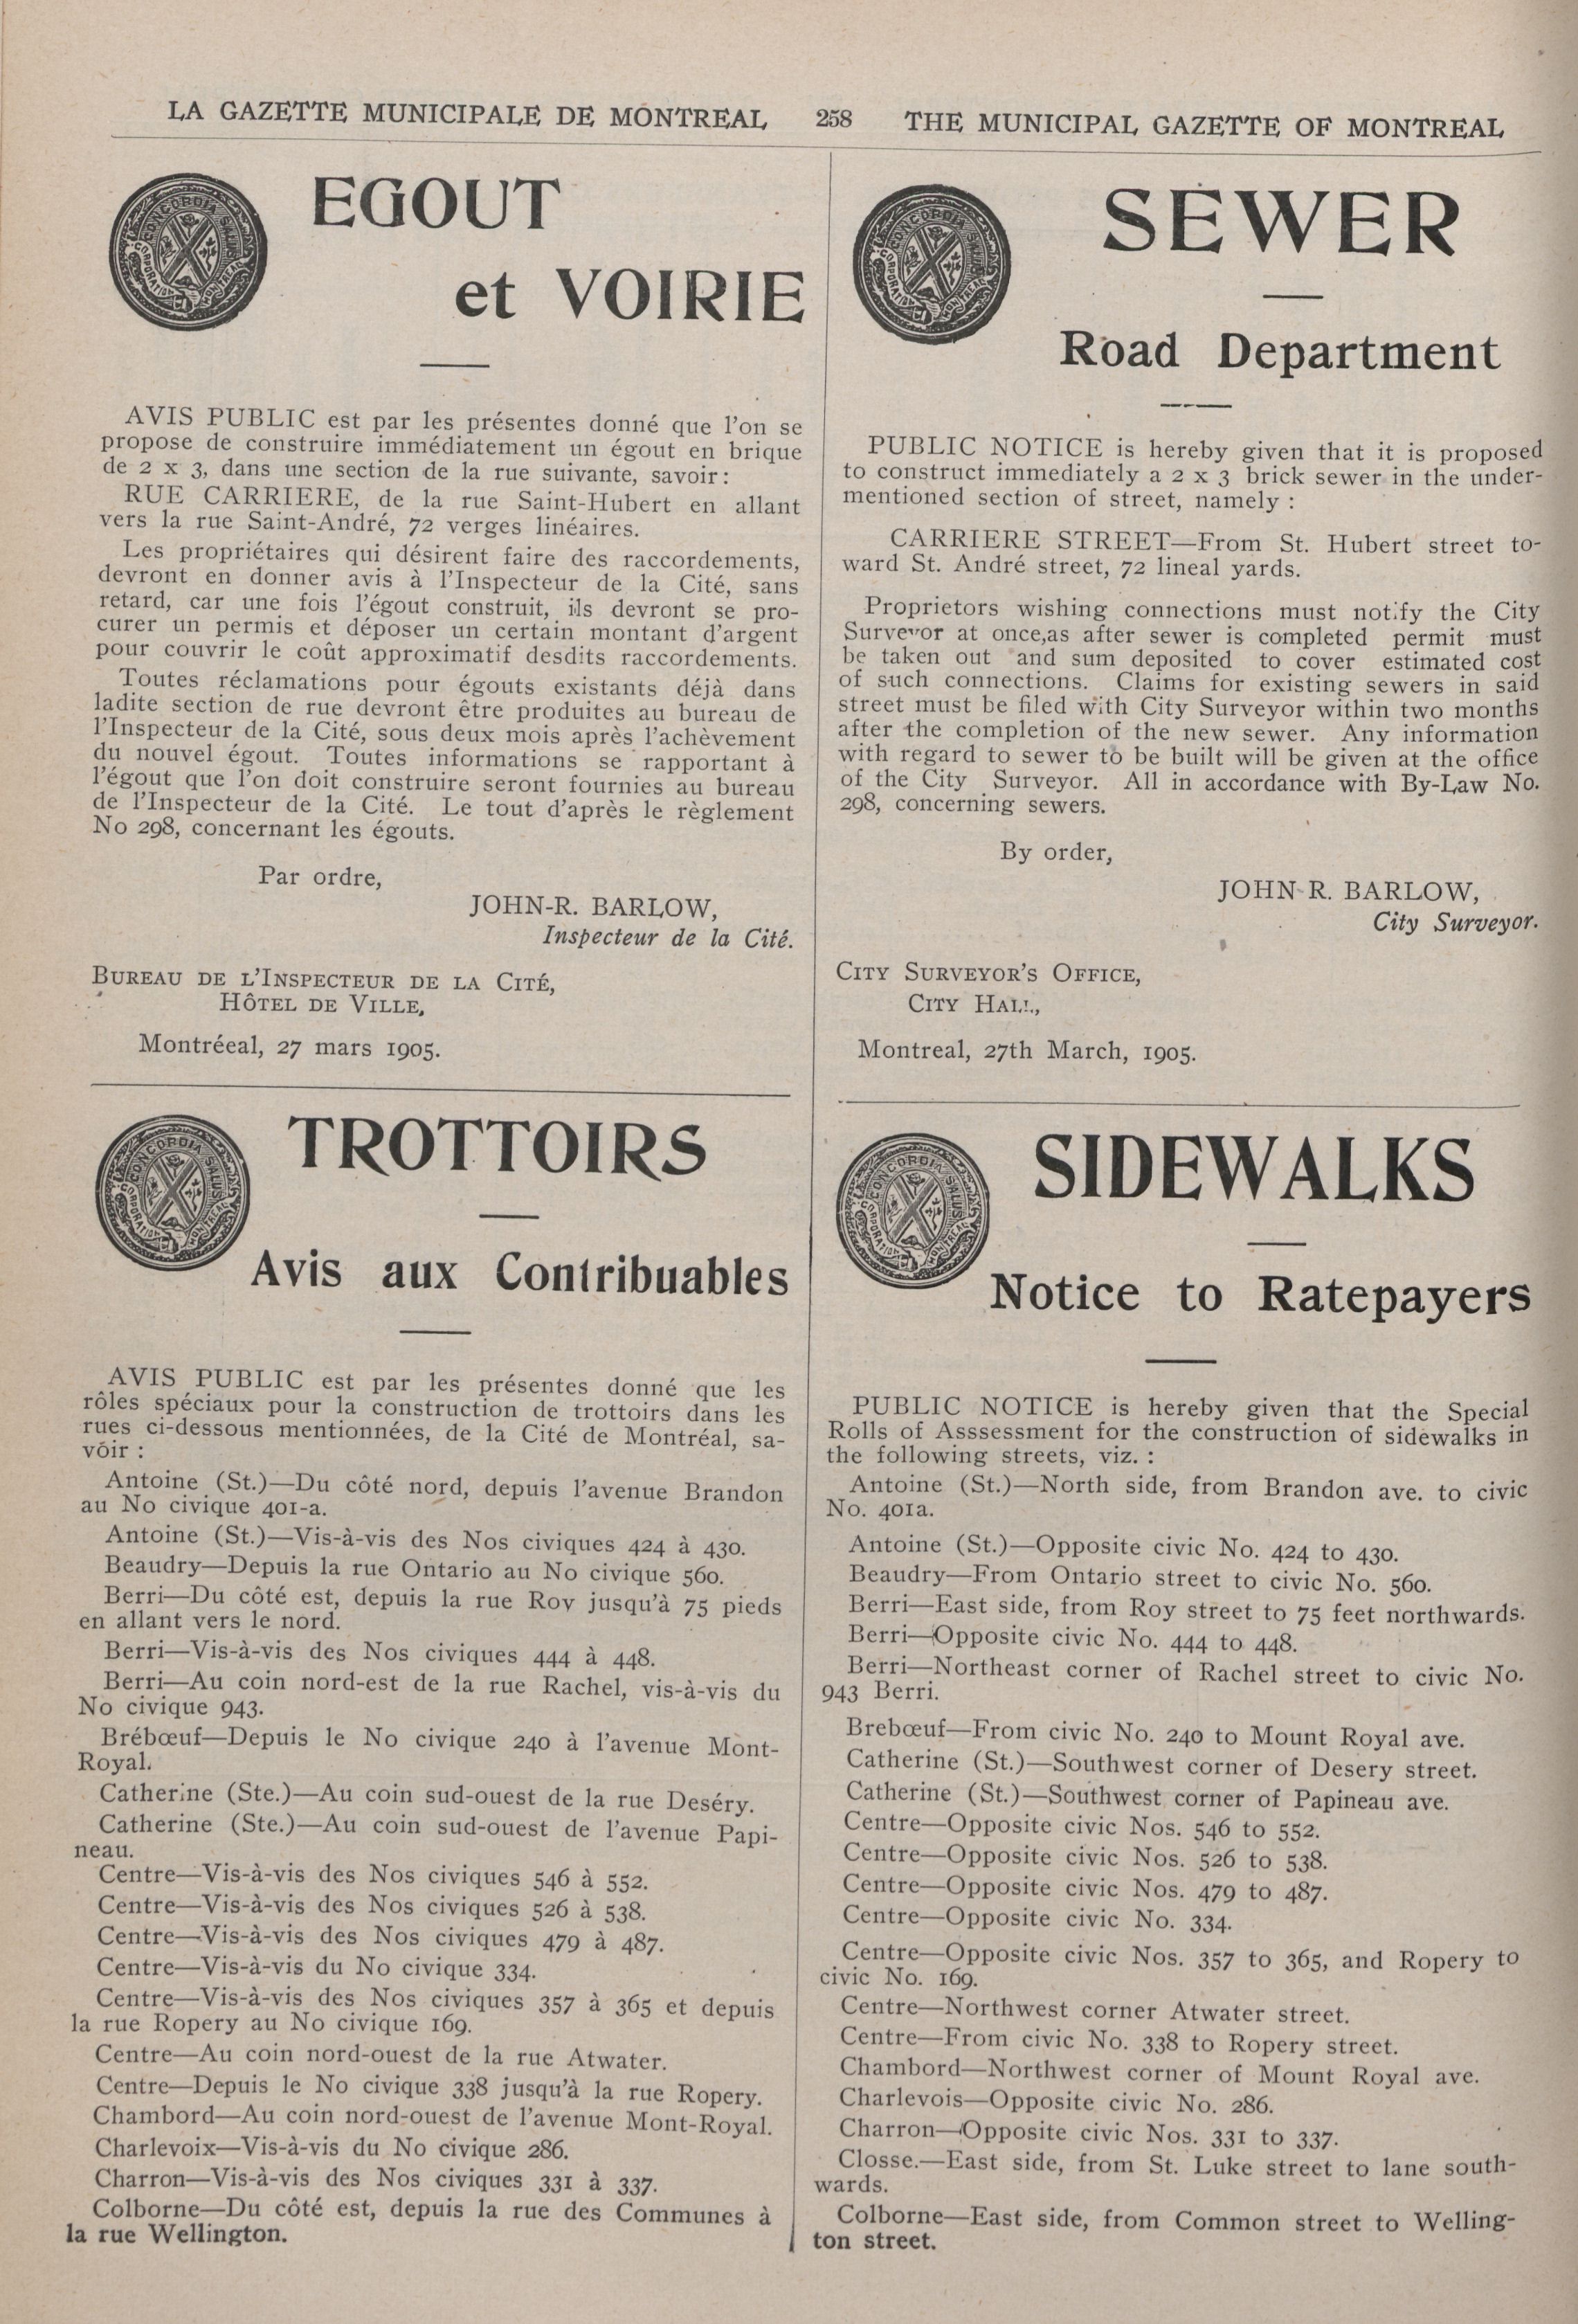 LA GAZETTE MUNICIPALE DE MONTREAL 258 THE MUNICIPAL GAZETTE OF MONTREAL
EGOUT
et VOIRIE
AVIS PUBLIC est par les présentes donné que l'on se
propose de construire immédiatement un égout en brique
de 2 x 3, dans une section de la rue suivante, savoir:
RUE CARRIERE, de la rue Saint-Hubert en allant
vers la rue Saint-André, 72 verges linéaires.
Les propriétaires qui désirent faire des raccordements,
devront en donner avis à l'Inspecteur de la Cité, sans
retard, car une fois l'égout construit, ils devront se pro-
curer un permis et déposer un certain montant d'argent
pour couvrir le coût approximatif desdits raccordements.
Toutes réclamations pour égouts existants déjà dans
ladite section de rue devront être produites au bureau de
l'Inspecteur de la Cité, sous deux mois après l'achèvement
du nouvel égout. Toutes informations se rapportant à
l'égout que l'on doit construire seront fournies au bureau
de l'Inspecteur de la Cité. Le tout d'après le règlement
No 298, concernant les égouts.
Par ordre,
JOHN-R. BARLOW,
Inspecteur de la Cité.
BUREAU DE L'INSPECTEUR DE LA CITÉ,
HÔTEL DE VILLE,
Montréeal, 27 mars 1905.
TROTTOIRS
Avis aux Contribuables
AVIS PUBLIC est par les présentes donné que les
rôles spéciaux pour la construction de trottoirs dans les
rues ci-dessous mentionnées, de la Cité de Montréal, sa-
voir :
Antoine (St.)—Du côté nord, depuis l'avenue Brandon
au No civique 401-a.
Antoine (St.)—Vis-à-vis des Nos civiques 424 à 430.
Beaudry—Depuis la rue Ontario au No civique 560.
Berri—Du côté est, depuis la rue Roy jusqu'à 75 pieds
en allant vers le nord.
Berri—Vis-à-vis des Nos civiques 444 à 448.
Berri—Au coin nord-est de la rue Rachel, vis-à-vis du
No civique 943.
Brébœuf—Depuis le No civique 240 à l'avenue Mont-
Royal.
Catherine (Ste.)—Au coin sud-ouest de la rue Deséry.
Catherine (Ste.)—Au coin sud-ouest de l'avenue Papi-
neau.
Centre—Vis-à-vis des Nos civiques 546 à 552.
Centre—Vis-à-vis des Nos civiques 526 à 538.
Centre—Vis-à-vis des Nos civiques 479 à 487.
Centre—Vis-à-vis du No civique 334.
Centre—Vis-à-vis des Nos civiques 357 à 365 et depuis
la rue Ropery au No civique 169.
Centre—Au coin nord-ouest de la rue Atwater.
Centre—Depuis le No civique 338 jusqu'à la rue Ropery.
Chambord—Au coin nord-ouest de l'avenue Mont-Royal.
Charlevoix—Vis-à-vis du No civique 286.
Charron—Vis-à-vis des Nos civiques 331 à 337.
Colborne—Du côté est, depuis la rue des Communes à
la rue Wellington.
SEWER
Road Department
PUBLIC NOTICE is hereby given that it is proposed
to construct immediately a 2 x 3 brick sewer in the under-
mentioned section of street, namely :
CARRIERE STREET—From St. Hubert street to-
ward St. André street, 72 lineal yards.
Proprietors wishing connections must notify the City
Surveyor at once,as after sewer is completed permit must
be taken out and sum deposited to cover estimated cost
of such connections. Claims for existing sewers in said
street must be filed with City Surveyor within two months
after the completion of the new sewer. Any information
with regard to sewer to be built will be given at the office
of the City Surveyor. All in accordance with By-Law No.
298, concerning sewers.
By order,
JOHN-R. BARLOW,
City Surveyor.
CITY SURVEYOR'S OFFICE,
CITY HALL,
Montreal, 27th March, 1905.
SIDEWALKS
Notice to Ratepayers
PUBLIC NOTICE is hereby given that the Special
Rolls of Asssessment for the construction of sidewalks in
the following streets, viz. :
Antoine (St.)—North side, from Brandon ave. to civic
No. 401a.
Antoine (St.)—Opposite civic No. 424 to 430.
Beaudry—From Ontario street to civic No. 560.
Berri—East side, from Roy street to 75 feet northwards.
Berri—Opposite civic No. 444 to 448.
Berri—Northeast corner of Rachel street to civic No.
943 Berri.
Brebœuf—From civic No. 240 to Mount Royal ave.
Catherine (St.)—Southwest corner of Desery street.
Catherine (St.)—Southwest corner of Papineau ave.
Centre—Opposite civic Nos. 546 to 552.
Centre—Opposite civic Nos. 526 to 538.
Centre—Opposite civic Nos. 479 to 487.
Centre—Opposite civic No. 334.
Centre—Opposite civic Nos. 357 to 365, and Ropery to
civic No. 169.
Centre—Northwest corner Atwater street.
Centre—From civic No. 338 to Ropery street.
Chambord—Northwest corner of Mount Royal ave.
Charlevois—Opposite civic No. 286.
Charron—Opposite civic Nos. 331 to 337.
Closse.—East side, from St. Luke street to lane south-
wards.
Colborne—East side, from Common street to Welling-
ton street.